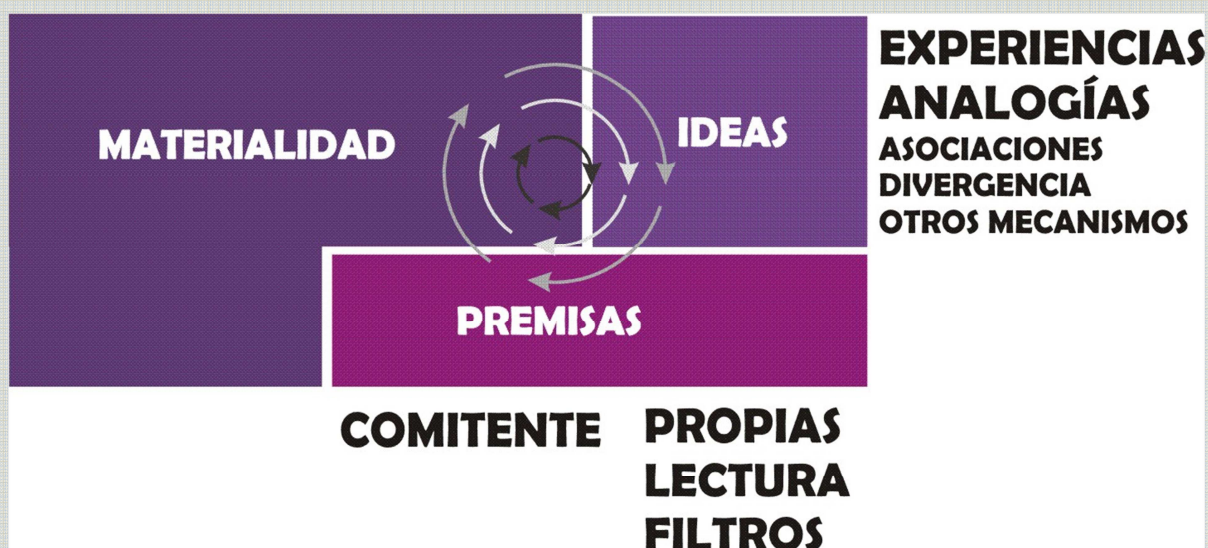 MATERIALIDAD
IDEAS
EXPERIENCIAS
ANALOGÍAS
ASOCIACIONES
DIVERGENCIA
OTROS MECANISMOS
PREMISAS
COMITENTE
PROPIAS
LECTURA
FILTROS